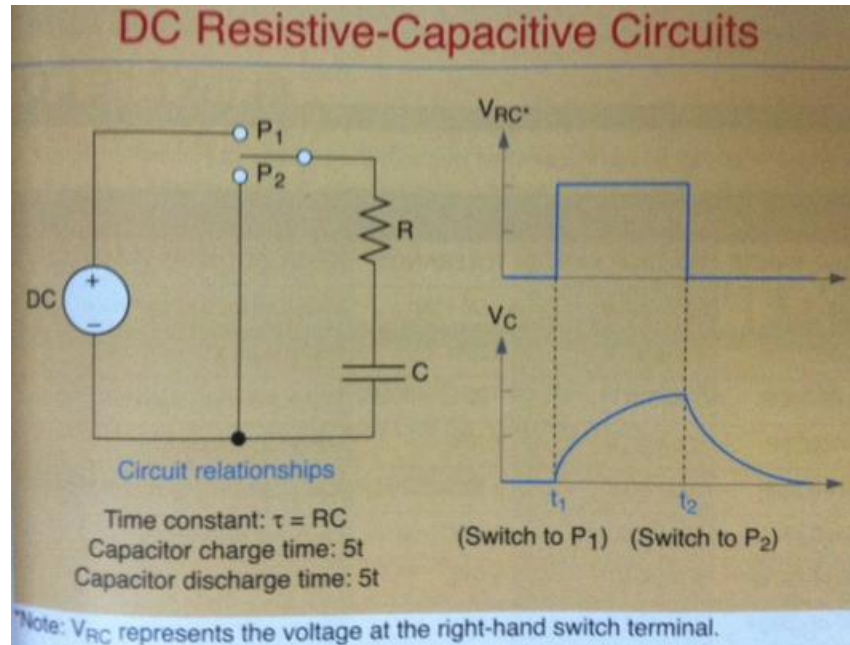 DC Resistive-Capacitive Circuits
P1
P2
R
DC
+
−
C
VRC*
VC
t1
t2
(Switch to P1) (Switch to P2)
Circuit relationships
Time constant: τ = RC
Capacitor charge time: 5t
Capacitor discharge time: 5t
*Note: VRC represents the voltage at the right-hand switch terminal.